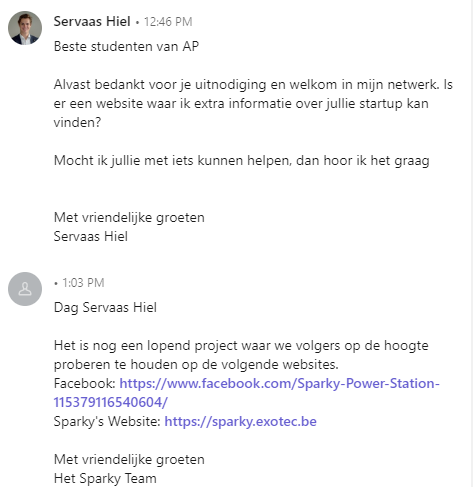 Servaas Hiel • 12:46 PM
Beste studenten van AP
Alvast bedankt voor je uitnodiging en welkom in mijn netwerk. Is
er een website waar ik extra informatie over jullie startup kan
vinden?
Mocht ik jullie met iets kunnen helpen, dan hoor ik het graag
Met vriendelijke groeten
Servaas Hiel
• 1:03 PM
Dag Servaas Hiel
Het is nog een lopend project waar we volgers op de hoogte
proberen te houden op de volgende websites.
Facebook: https://www.facebook.com/Sparky-Power-Station-
115379116540604/
Sparky's Website: https://sparky.exotec.be
Met vriendelijke groeten
Het Sparky Team